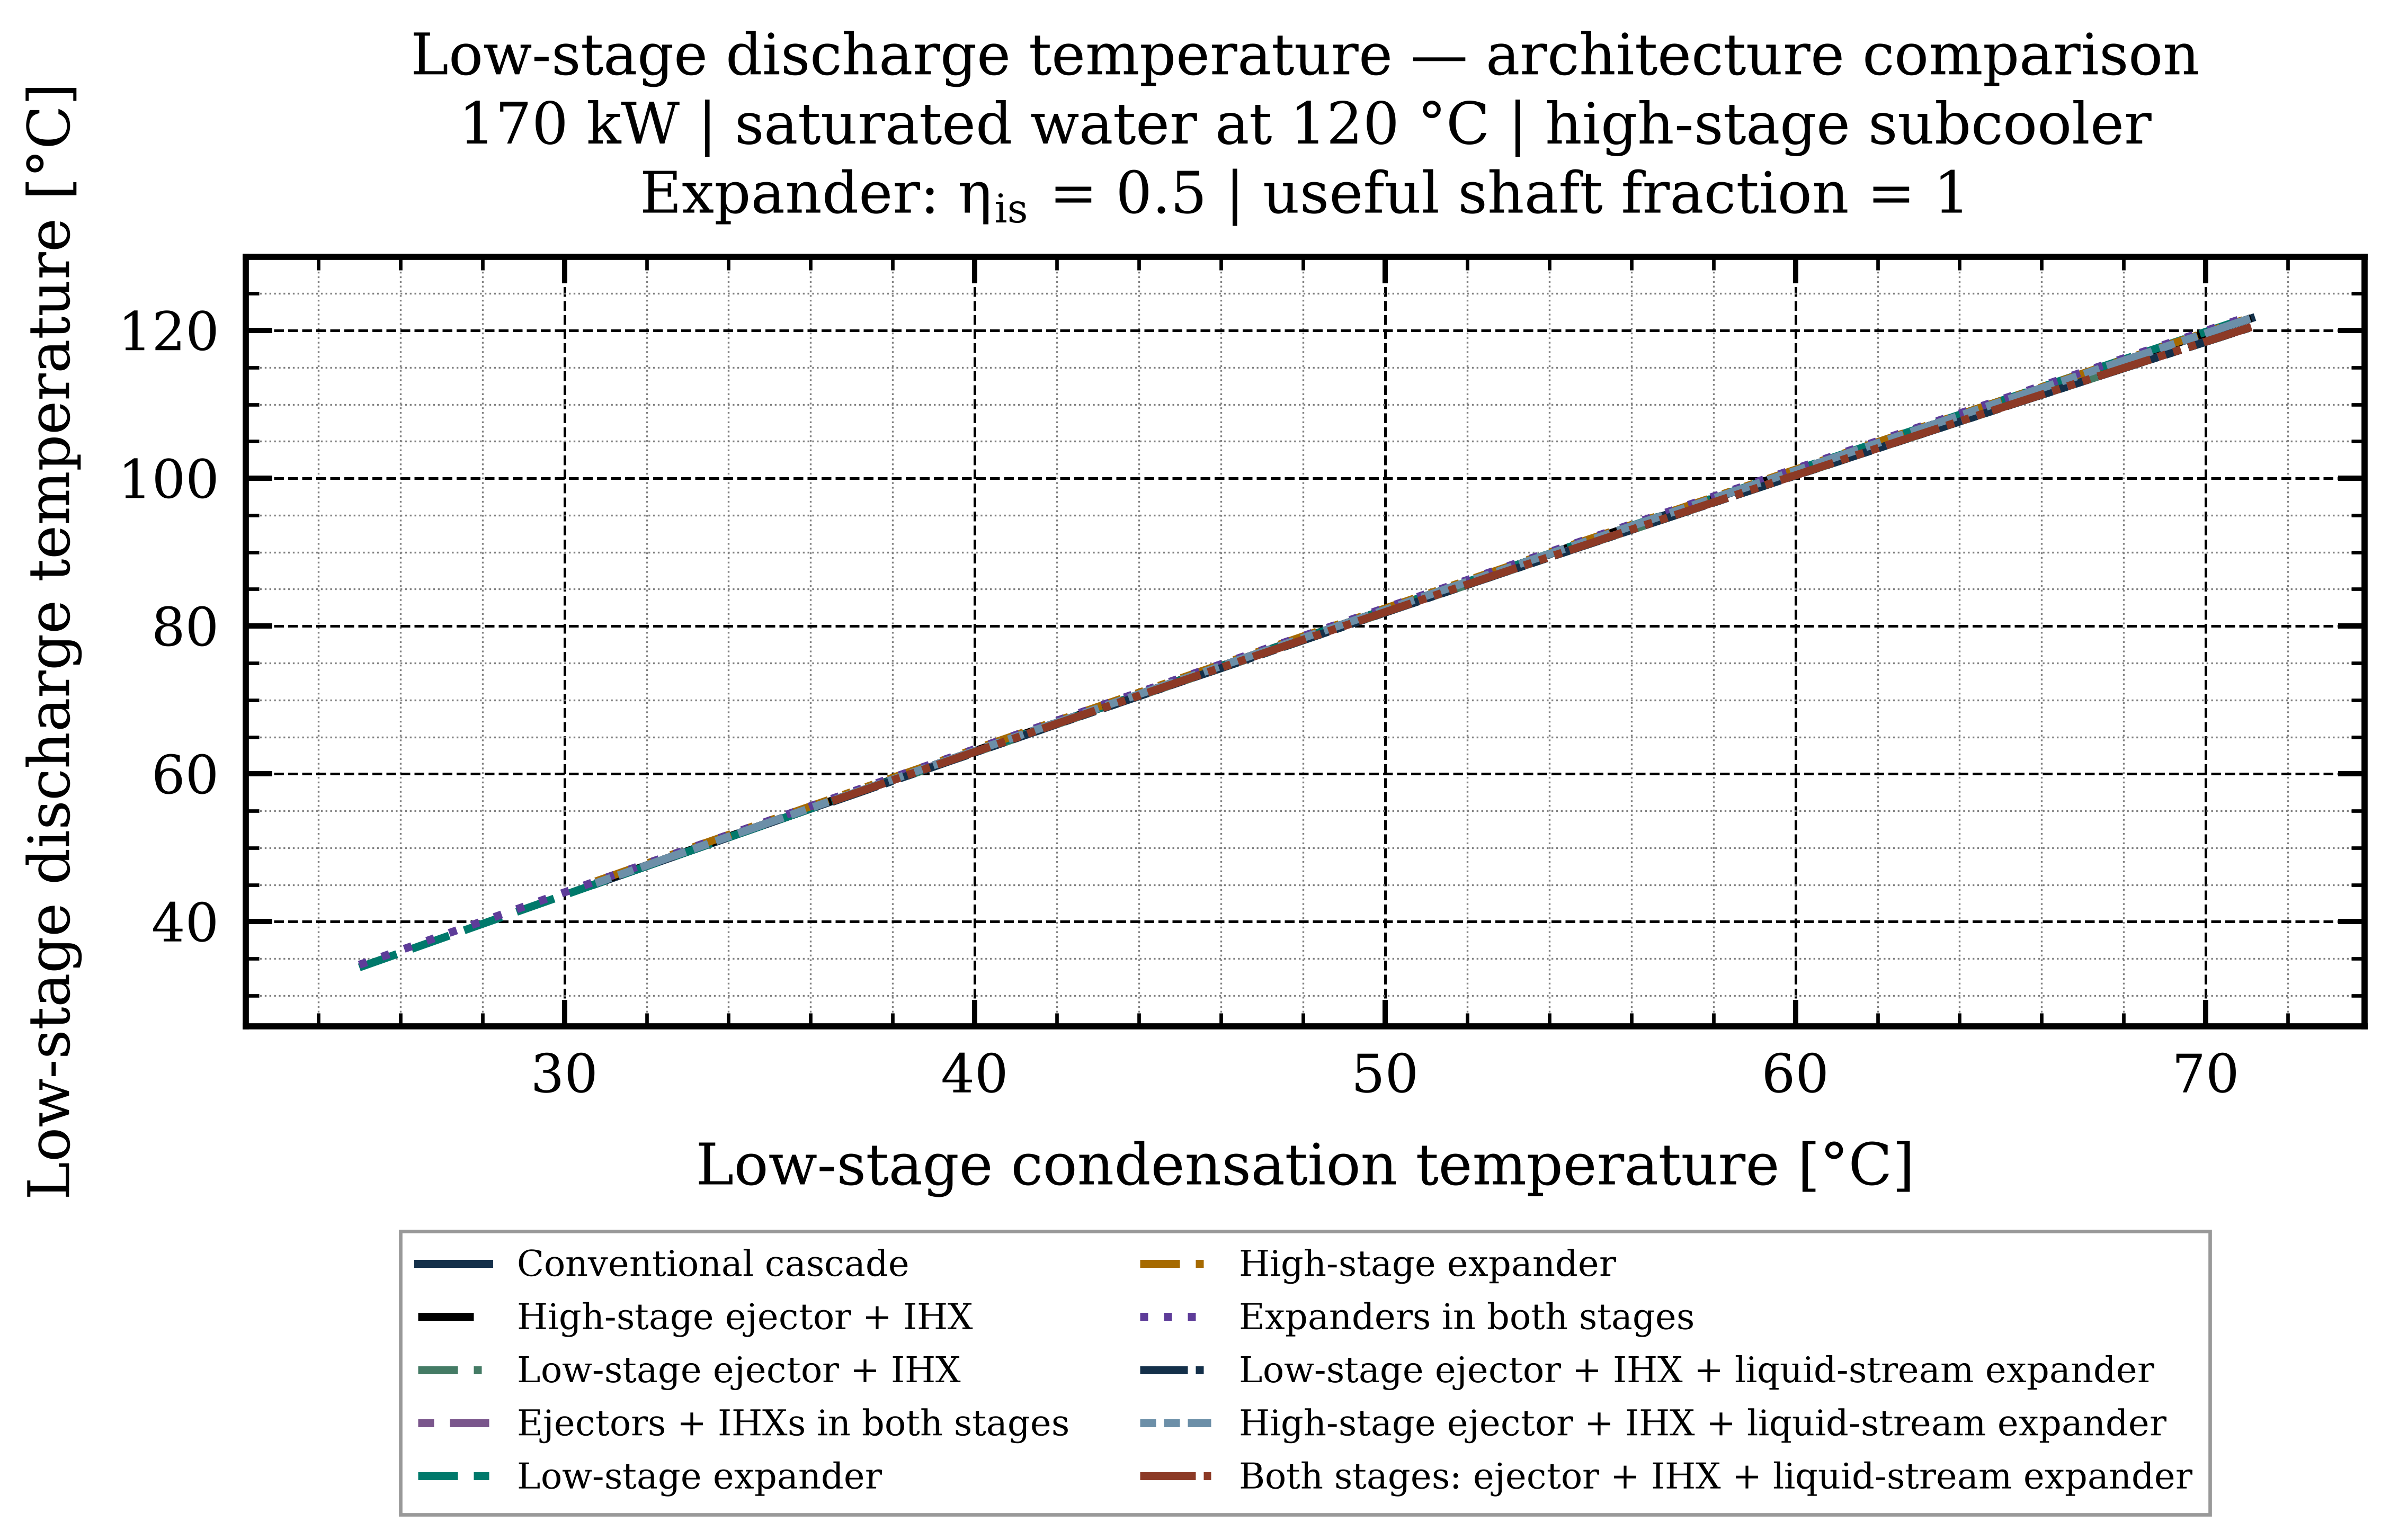 Low-stage discharge temperature — architecture comparison
170 kW | saturated water at 120 °C | high-stage subcooler
Expander: ηis = 0.5 | useful shaft fraction = 1
Low-stage discharge temperature [°C]
120
100
80
60
40
30
40
50
60
70
Low-stage condensation temperature [°C]
Conventional cascade
High-stage ejector + IHX
Low-stage ejector + IHX
Ejectors + IHXs in both stages
Low-stage expander
High-stage expander
Expanders in both stages
Low-stage ejector + IHX + liquid-stream expander
High-stage ejector + IHX + liquid-stream expander
Both stages: ejector + IHX + liquid-stream expander